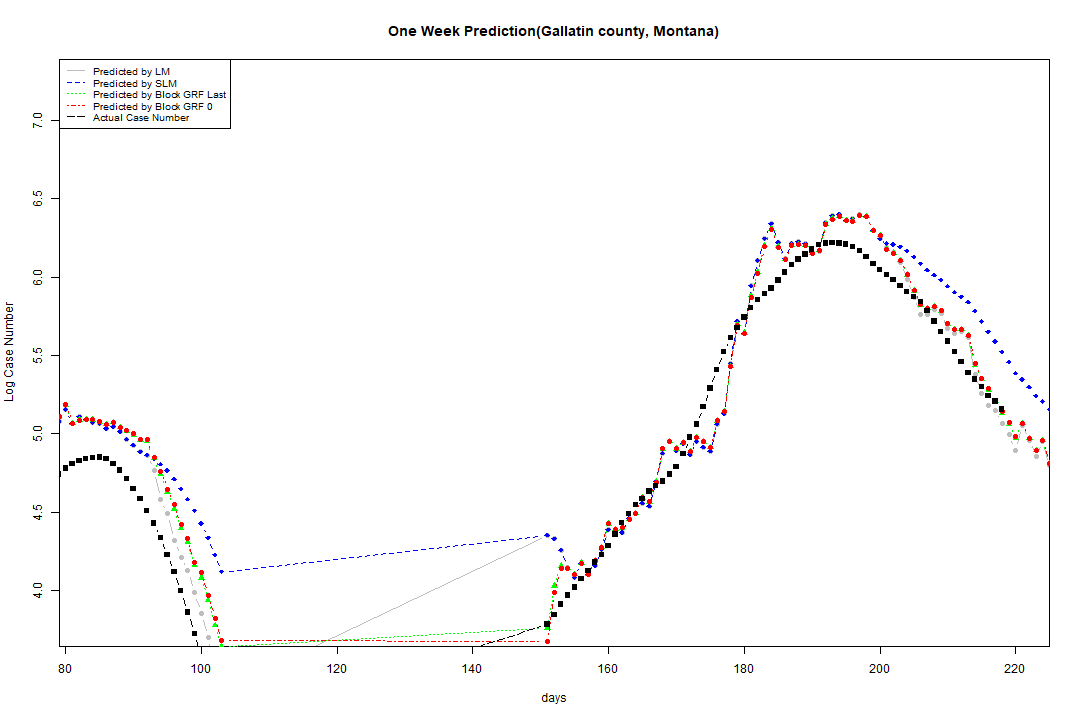 One Week Prediction(Gallatin county, Montana)
Predicted by LM
Predicted by SLM
Predicted by Block GRF Last
Predicted by Block GRF 0
Actual Case Number
Log Case Number
7.0
6.5
6.0
5.5
5.0
4.5
4.0
80 100 120 140 160 180 200 220
days